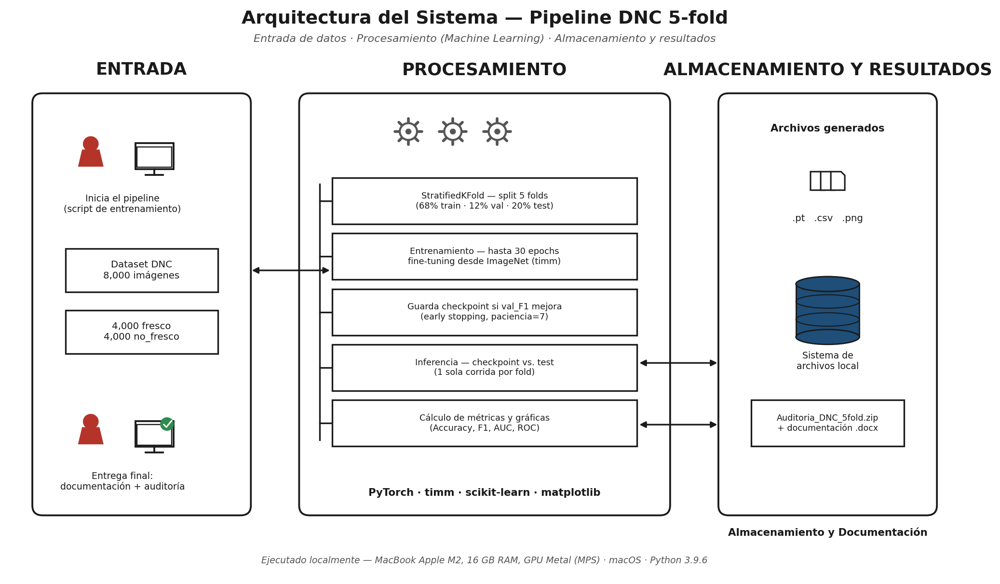 Arquitectura del Sistema — Pipeline DNC 5-fold
Entrada de datos · Procesamiento (Machine Learning) · Almacenamiento y resultados
ENTRADA
Inicia el pipeline
(script de entrenamiento)
Dataset DNC
8,000 imágenes
4,000 fresco
4,000 no_fresco
Entrega final:
documentación + auditoría
PROCESAMIENTO
StratifiedKFold — split 5 folds
(68% train · 12% val · 20% test)
Entrenamiento — hasta 30 epochs
fine-tuning desde ImageNet (timm)
Guarda checkpoint si val_F1 mejora
(early stopping, paciencia=7)
Inferencia — checkpoint vs. test
(1 sola corrida por fold)
Cálculo de métricas y gráficas
(Accuracy, F1, AUC, ROC)
PyTorch · timm · scikit-learn · matplotlib
ALMACENAMIENTO Y RESULTADOS
Archivos generados
.pt .csv .png
Sistema de
archivos local
Auditoria_DNC_5fold.zip
+ documentación .docx
Almacenamiento y Documentación
Ejecutado localmente — MacBook Apple M2, 16 GB RAM, GPU Metal (MPS) · macOS · Python 3.9.6